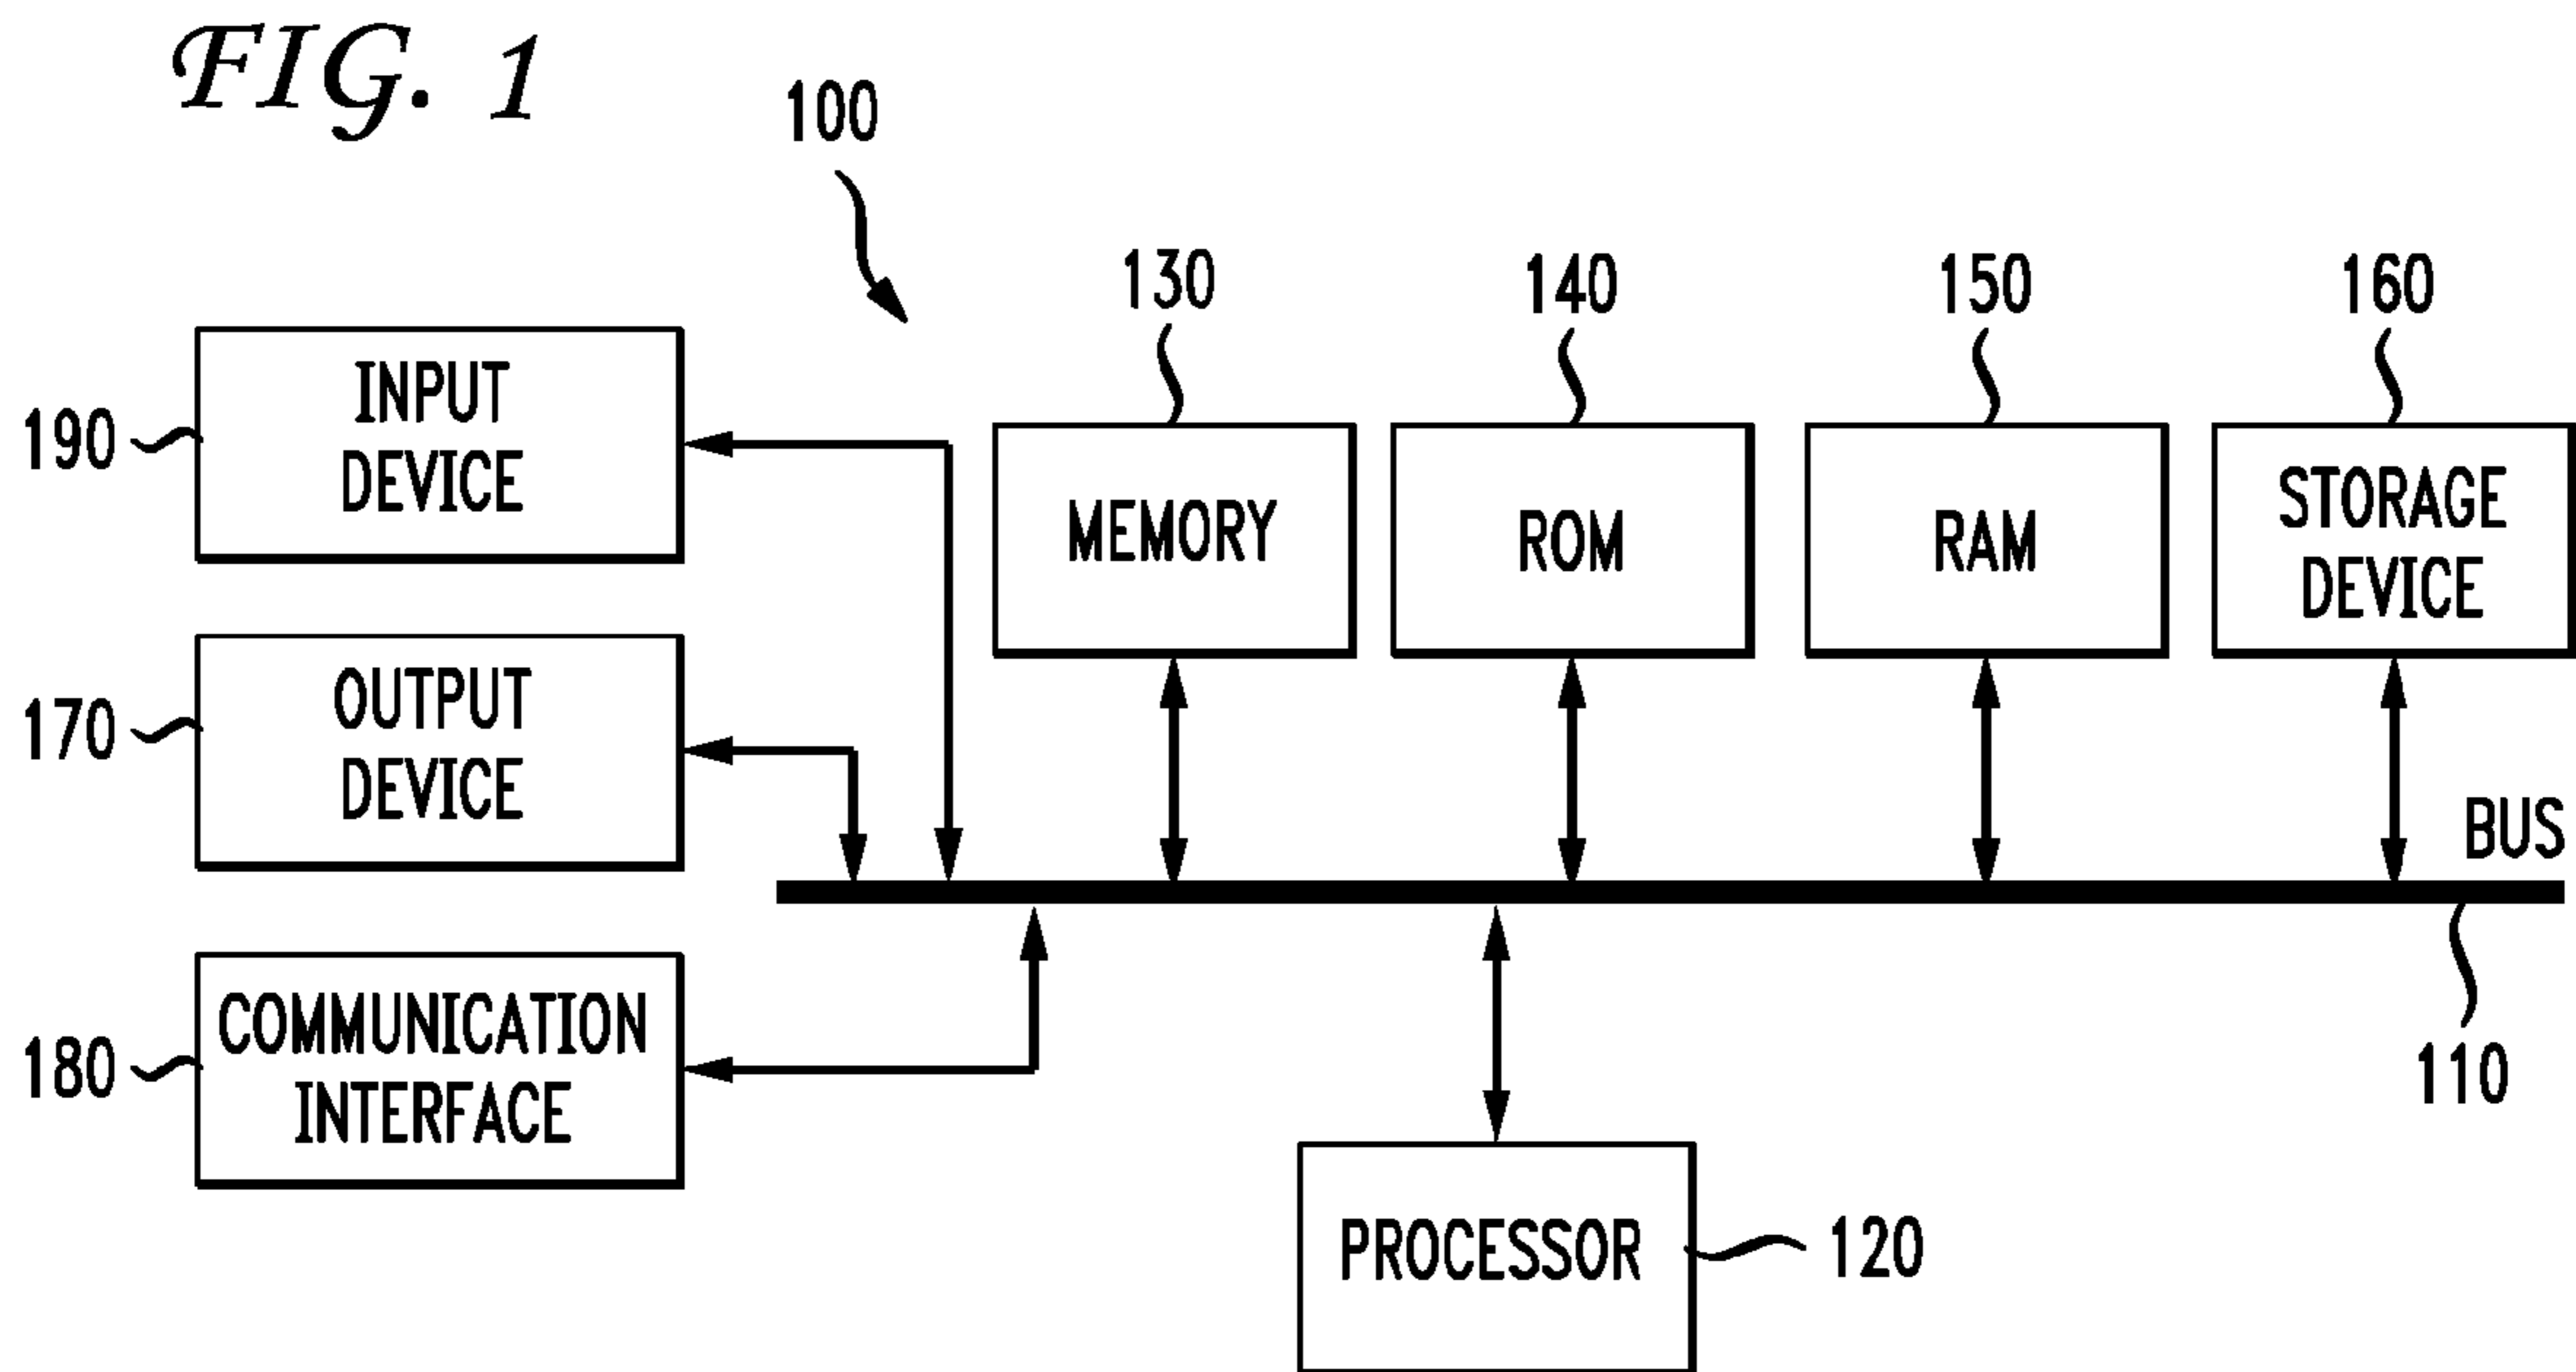 FIG. 1
100
130
140
150
160
190
INPUT
DEVICE
MEMORY
ROM
RAM
STORAGE
DEVICE
170
OUTPUT
DEVICE
BUS
180
COMMUNICATION
INTERFACE
110
PROCESSOR
120